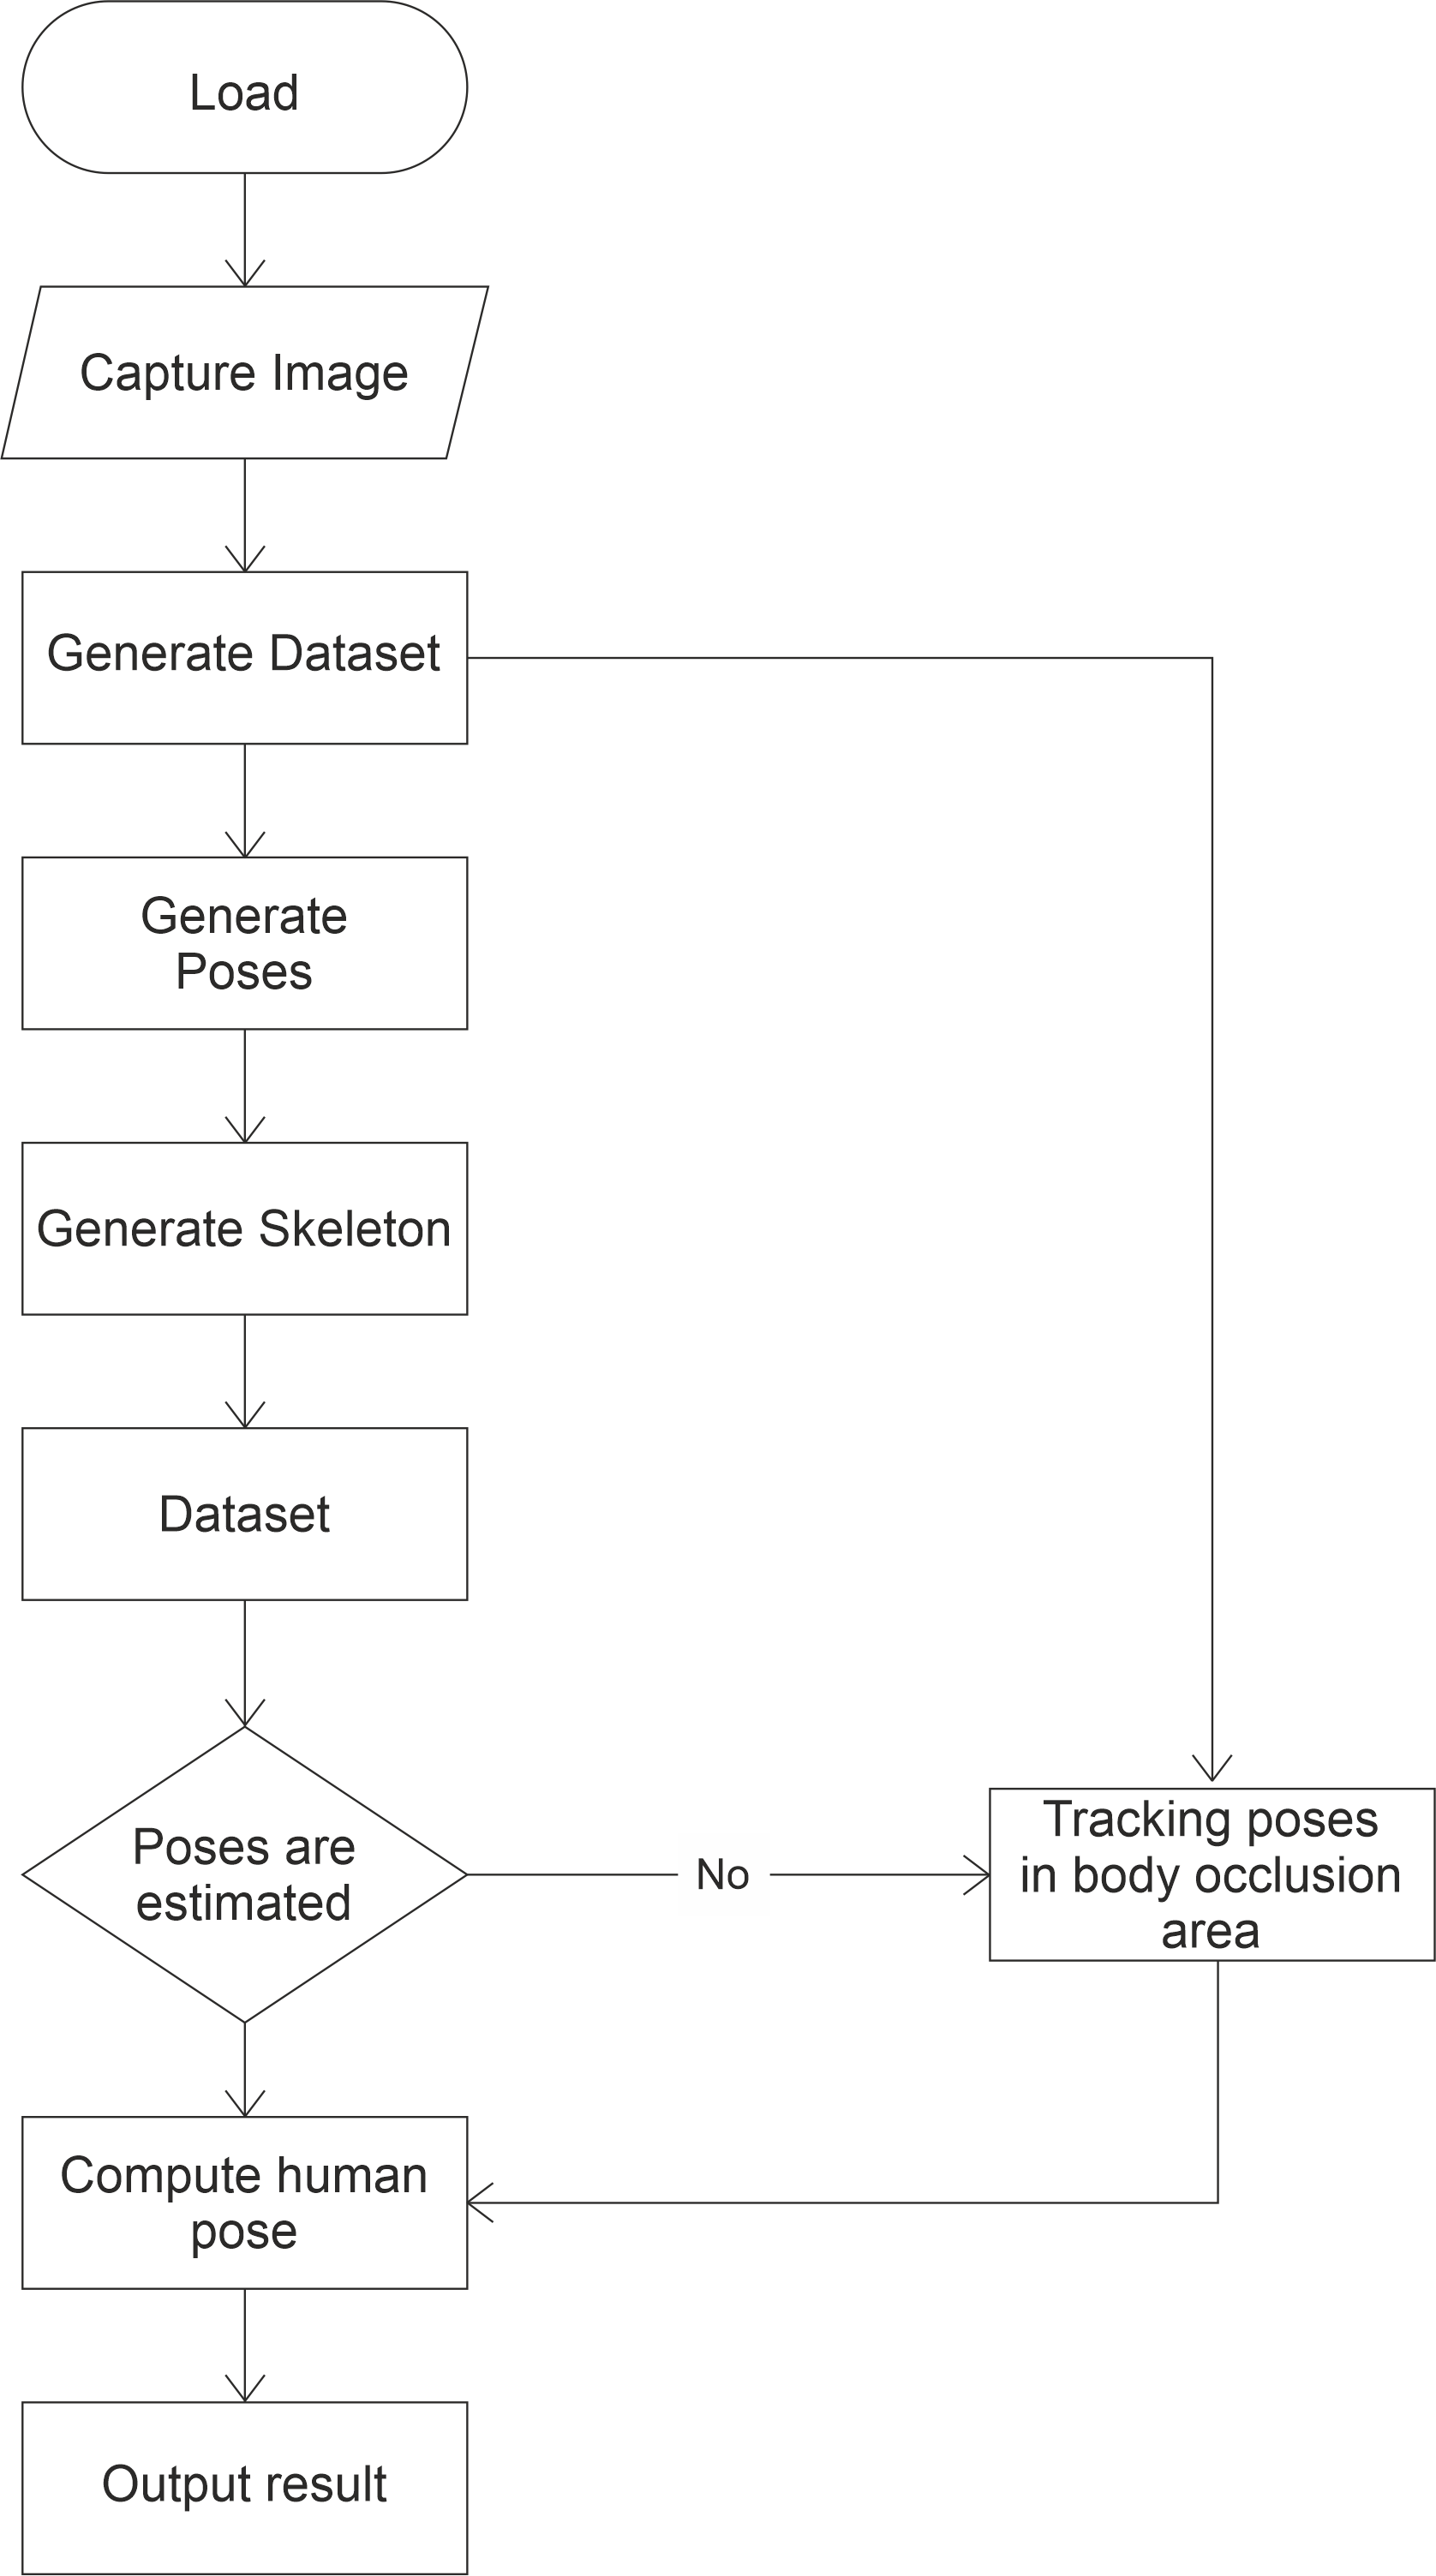 Load
Capture Image
Generate Dataset
Generate
Poses
Generate Skeleton
Dataset
Poses are
estimated
No
Tracking poses
in body occlusion
area
Compute human
pose
Output result